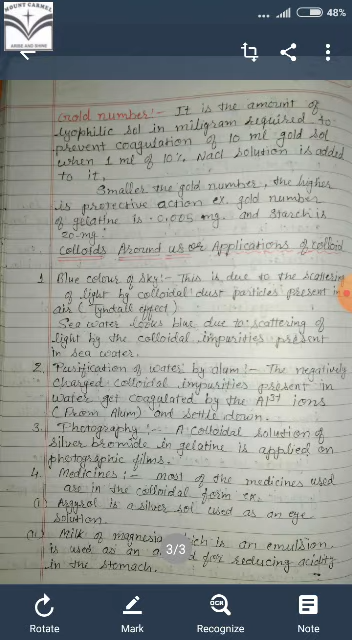 MOUNT CARMEL
ARISE AND SHINE
48%
Gold number :- It is the amount of
lyophilic sol in miligram required to
prevent coagulation of 10 ml gold sol
when 1 ml of 10% Nacl solution is added
to it,
Smaller the gold number, the higher
is protective action ex. gold number
of gelatine is 0.005 mg. and starch is
20 mg.
Colloids Around us or Applications of colloid
1. Blue colour of sky :- This is due to the scattering
of light by colloidal dust particles present in
air (Tyndall effect)
Sea water looks blue due to scattering of
light by the colloidal impurities present
in sea water.
2. Purification of water by alum :- The negatively
charged colloidal impurities present in
water get coagulated by the Al3+ ions
(From Alum) and settle down.
3. Photography :- A colloidal solution of
silver bromide in gelatine is applied on
photographic films.
4. Medicines :- most of the medicines used
are in the colloidal form ex.
(i) Argyrol is a silver sol used as an eye
solution.
(ii) Milk of magnesia which is an emulsion
is used as an for reducing acidity
in the stomach.
3/3
Rotate
Mark
OCR
Recognize
Note